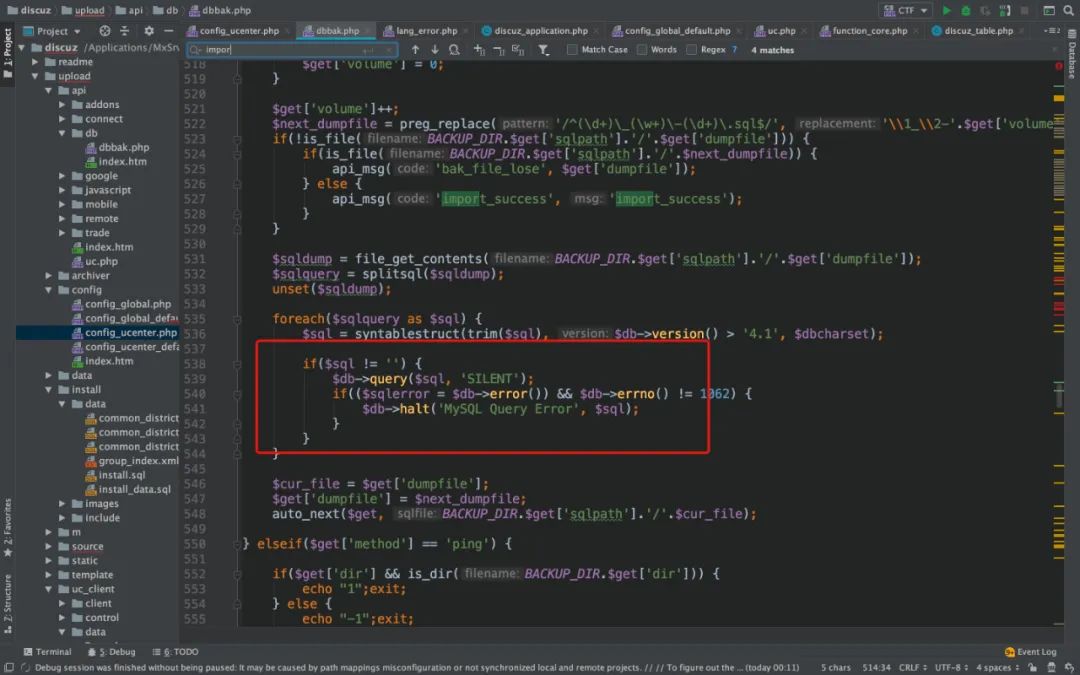 discuz upload api db dbbak.php CTF
Project
config_ucenter.php dbbak.php lang_error.php discuz_application.php config_global_default.php uc.php function_core.php discuz_table.php
impor Match Case Words Regex ? 4 matches
1: Project
Database
discuz /Applications/MxSrv
readme
upload
api
addons
connect
db
dbbak.php
index.htm
google
javascript
mobile
remote
trade
index.htm
uc.php
archiver
config
config_global.php
config_global_defau
config_ucenter.php
config_ucenter_defa
index.htm
data
install
data
common_district
common_district
common_district
group_index.xml
install.sql
install_data.sql
images
include
m
source
static
template
uc_client
client
control
data
2: Favorites
Z: Structure
518 $get['volume'] = 0;
519 }
520
521 $get['volume']++;
522 $next_dumpfile = preg_replace( pattern: '/^(\d+)\_(\w+)\-(\d+)\.sql$/', replacement: '\\1_\\2-'.$get['volume
523 if(!is_file( filename: BACKUP_DIR.$get['sqlpath'].'/'.$get['dumpfile'])) {
524 if(is_file( filename: BACKUP_DIR.$get['sqlpath'].'/'.$next_dumpfile)) {
525 api_msg( code: 'bak_file_lose', $get['dumpfile']);
526 } else {
527 api_msg( code: 'import_success', msg: 'import_success');
528 }
529 }
530
531 $sqldump = file_get_contents( filename: BACKUP_DIR.$get['sqlpath'].'/'.$get['dumpfile']);
532 $sqlquery = splitsql($sqldump);
533 unset($sqldump);
534
535 foreach($sqlquery as $sql) {
536 $sql = syntablestruct(trim($sql), version: $db->version() > '4.1', $dbcharset);
537
538 if($sql != '') {
539 $db->query($sql, 'SILENT');
540 if(($sqlerror = $db->error()) && $db->errno() != 1062) {
541 $db->halt('MySQL Query Error', $sql);
542 }
543 }
544 }
545
546 $cur_file = $get['dumpfile'];
547 $get['dumpfile'] = $next_dumpfile;
548 auto_next($get, sqlfile: BACKUP_DIR.$get['sqlpath'].'/'.$cur_file);
549
550 } elseif($get['method'] == 'ping') {
551
552 if($get['dir'] && is_dir( filename: BACKUP_DIR.$get['dir'])) {
553 echo "1";exit;
554 } else {
555 echo "-1";exit;
Terminal 5: Debug 6: TODO Event Log
Debug session was finished without being paused: It may be caused by path mappings misconfiguration or not synchronized local and remote projects. // // To figure out the ... (today 00:11) 5 chars 514:34 CRLF UTF-8 4 spaces